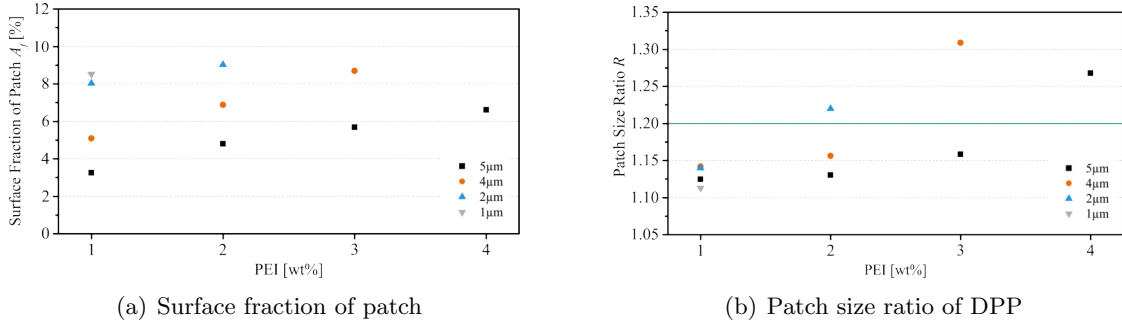 Surface Fraction of Patch A_f [%]
12
10
8
6
4
2
0
1 2 3 4
PEI [wt%]
5µm
4µm
2µm
1µm
(a) Surface fraction of patch
Patch Size Ratio R
1.35
1.30
1.25
1.20
1.15
1.10
1.05
1 2 3 4
PEI [wt%]
5µm
4µm
2µm
1µm
(b) Patch size ratio of DPP